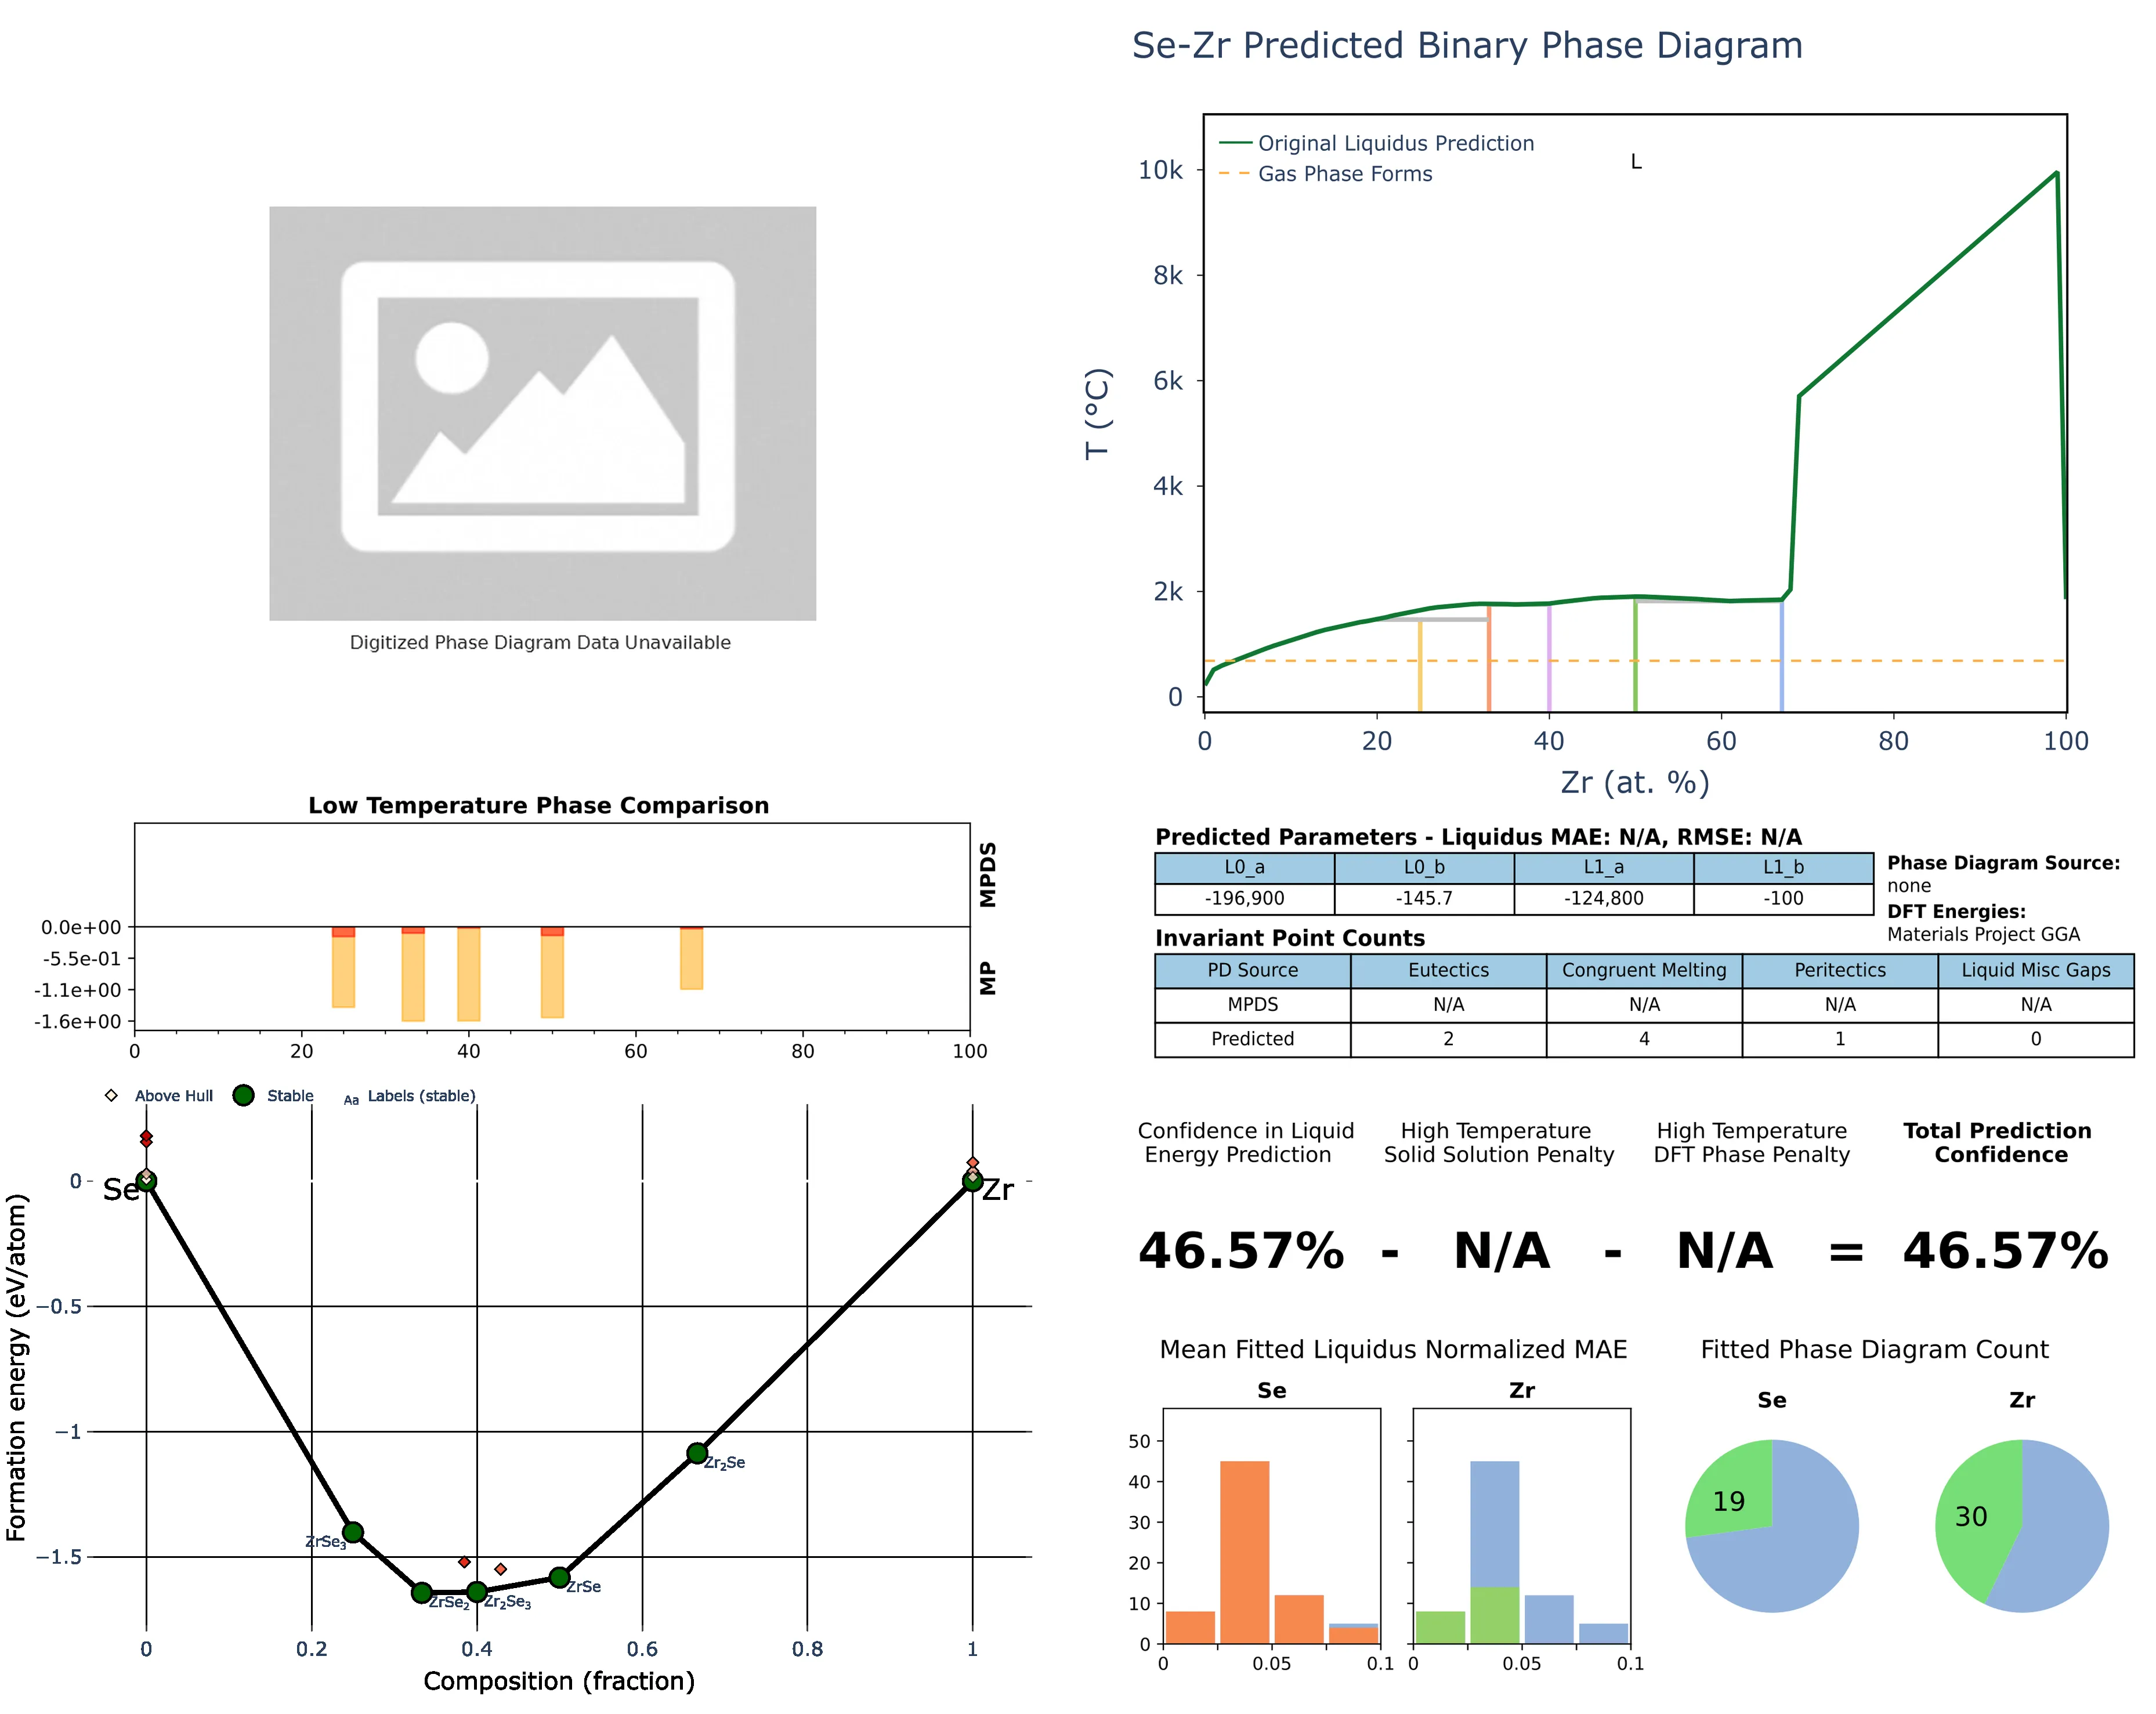 Se-Zr Predicted Binary Phase Diagram
Original Liquidus Prediction
Gas Phase Forms
L
10k
8k
6k
4k
2k
0
T (°C)
0 20 40 60 80 100
Zr (at. %)
Digitized Phase Diagram Data Unavailable
Low Temperature Phase Comparison
MPDS
MP
0.0e+00
-5.5e-01
-1.1e+00
-1.6e+00
0 20 40 60 80 100
Predicted Parameters - Liquidus MAE: N/A, RMSE: N/A
L0_a L0_b L1_a L1_b
-196,900 -145.7 -124,800 -100
Phase Diagram Source:
none
DFT Energies:
Materials Project GGA
Invariant Point Counts
PD Source Eutectics Congruent Melting Peritectics Liquid Misc Gaps
MPDS N/A N/A N/A N/A
Predicted 2 4 1 0
Above Hull Stable Aa Labels (stable)
Formation energy (eV/atom)
0
−0.5
−1
−1.5
Se
Zr
ZrSe₃
ZrSe₂
Zr₂Se₃
ZrSe
Zr₂Se
0 0.2 0.4 0.6 0.8 1
Composition (fraction)
Confidence in Liquid
Energy Prediction
High Temperature
Solid Solution Penalty
High Temperature
DFT Phase Penalty
Total Prediction
Confidence
46.57% - N/A - N/A = 46.57%
Mean Fitted Liquidus Normalized MAE
Se
Zr
50
40
30
20
10
0
0 0.05 0.1
0 0.05 0.1
Fitted Phase Diagram Count
Se
Zr
19
30